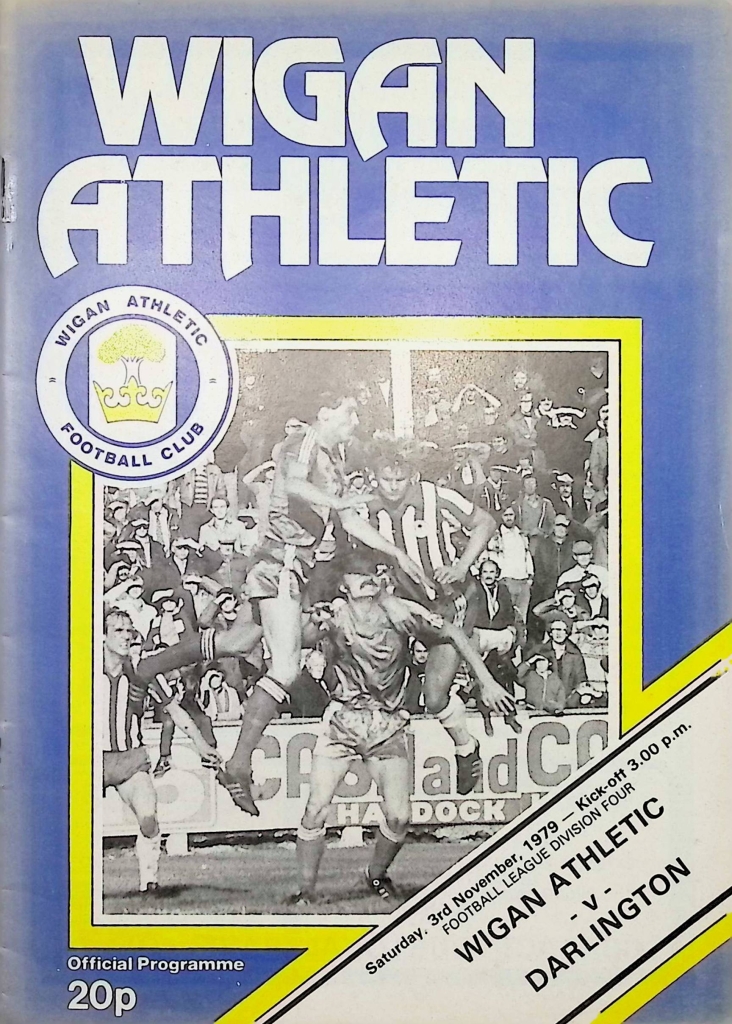 WIGAN
ATHLETIC
WIGAN ATHLETIC
FOOTBALL CLUB
DOCK
Saturday, 3rd November, 1979 — Kick-off 3.00 p.m.
FOOTBALL LEAGUE DIVISION FOUR
WIGAN ATHLETIC
- v -
DARLINGTON
Official Programme
20p